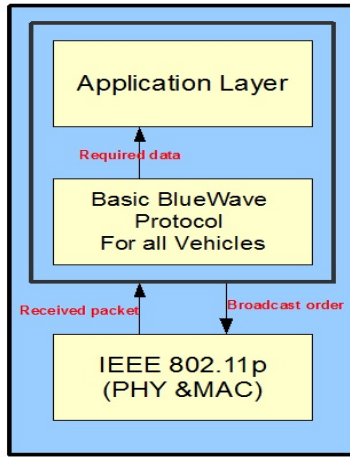 Application Layer
Required data
Basic BlueWave
Protocol
For all Vehicles
Received packet
Broadcast order
IEEE 802.11p
(PHY &MAC)